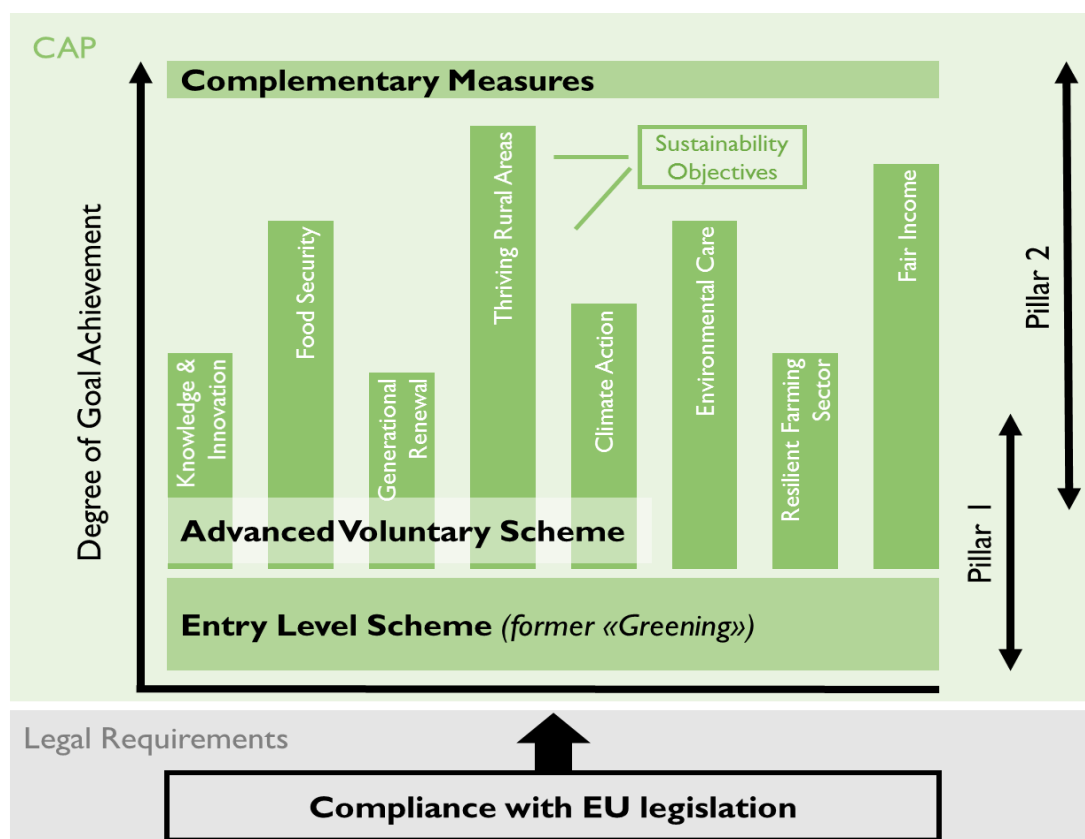 CAP
Complementary Measures
Sustainability
Objectives
Degree of Goal Achievement
Knowledge &
Innovation
Food Security
Generational
Renewal
Thriving Rural Areas
Climate Action
Environmental Care
Resilient Farming
Sector
Fair Income
Pillar 2
Pillar 1
Advanced Voluntary Scheme
Entry Level Scheme (former «Greening»)
Legal Requirements
Compliance with EU legislation